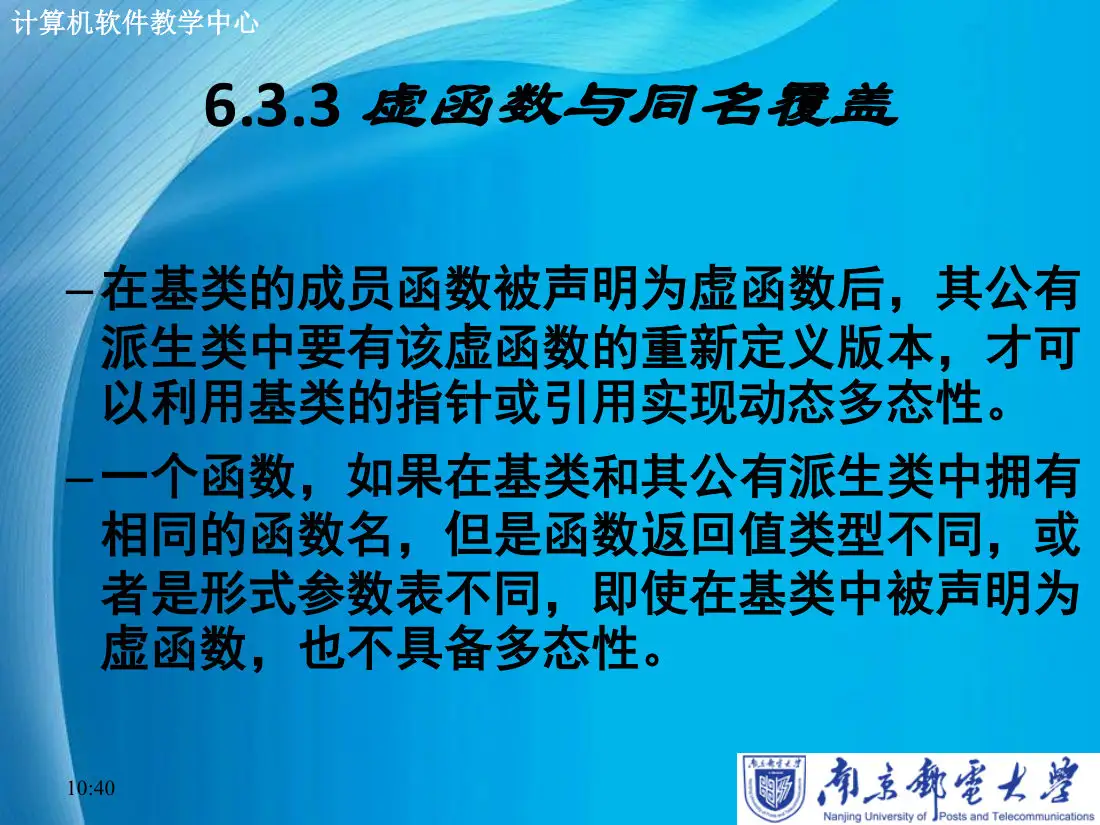 计算机软件教学中心
6.3.3 虚函数与同名覆盖
–在基类的成员函数被声明为虚函数后，其公有
派生类中要有该虚函数的重新定义版本，才可
以利用基类的指针或引用实现动态多态性。
–一个函数，如果在基类和其公有派生类中拥有
相同的函数名，但是函数返回值类型不同，或
者是形式参数表不同，即使在基类中被声明为
虚函数，也不具备多态性。
10:40
南京郵電大學
Nanjing University of Posts and Telecommunications